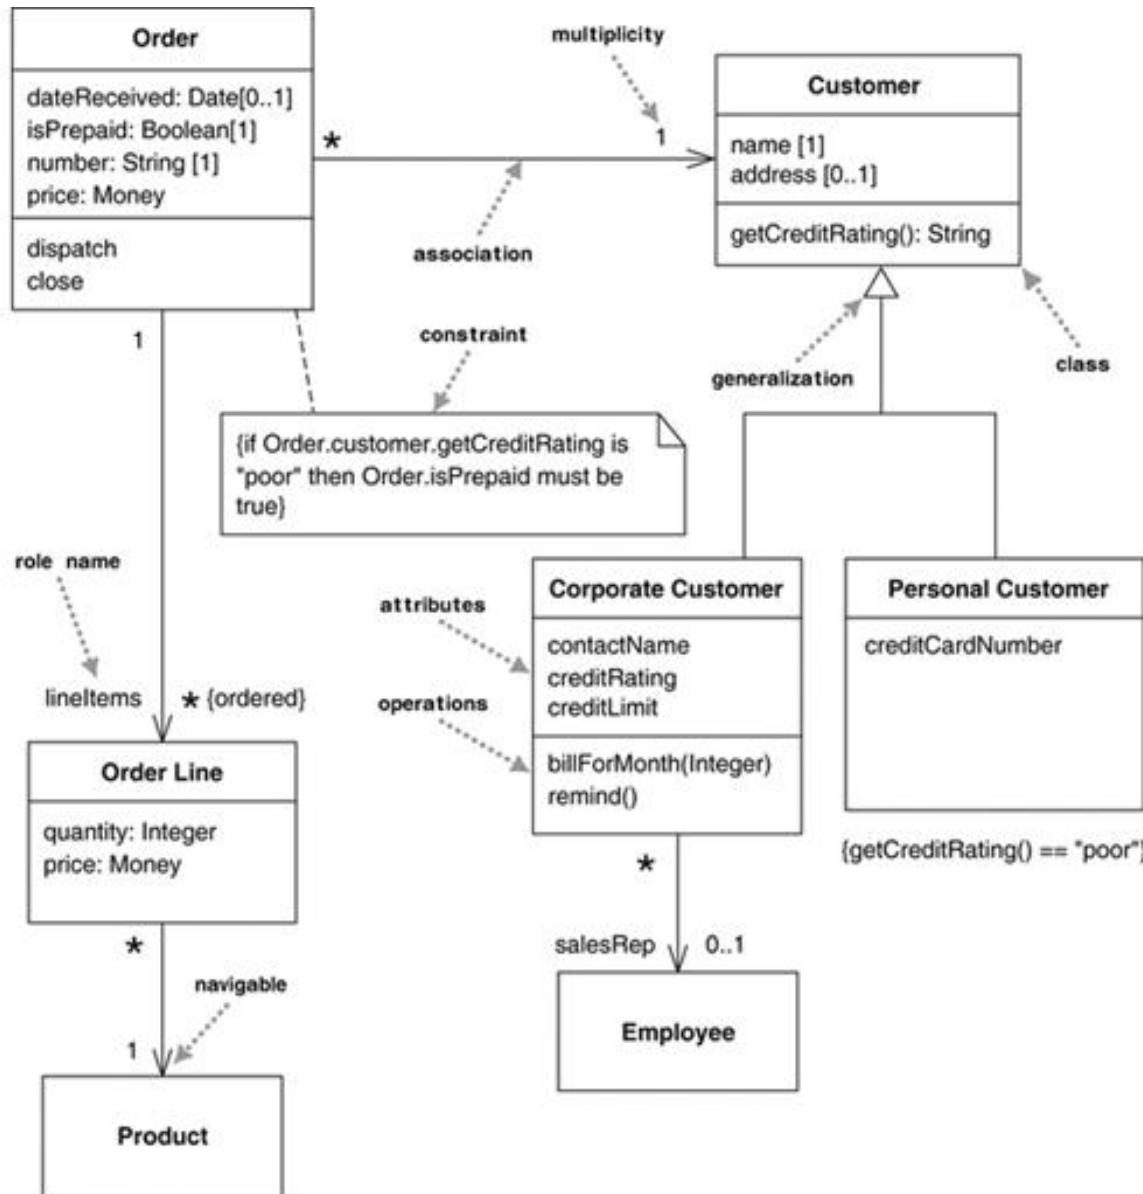 Order
dateReceived: Date[0..1]
isPrepaid: Boolean[1]
number: String [1]
price: Money
dispatch
close
multiplicity
*
1
association
Customer
name [1]
address [0..1]
getCreditRating(): String
generalization
class
1
constraint
{if Order.customer.getCreditRating is
"poor" then Order.isPrepaid must be
true}
role name
lineItems
* {ordered}
Order Line
quantity: Integer
price: Money
*
navigable
1
Product
attributes
operations
Corporate Customer
contactName
creditRating
creditLimit
billForMonth(Integer)
remind()
*
salesRep
0..1
Employee
Personal Customer
creditCardNumber
{getCreditRating() == "poor"}